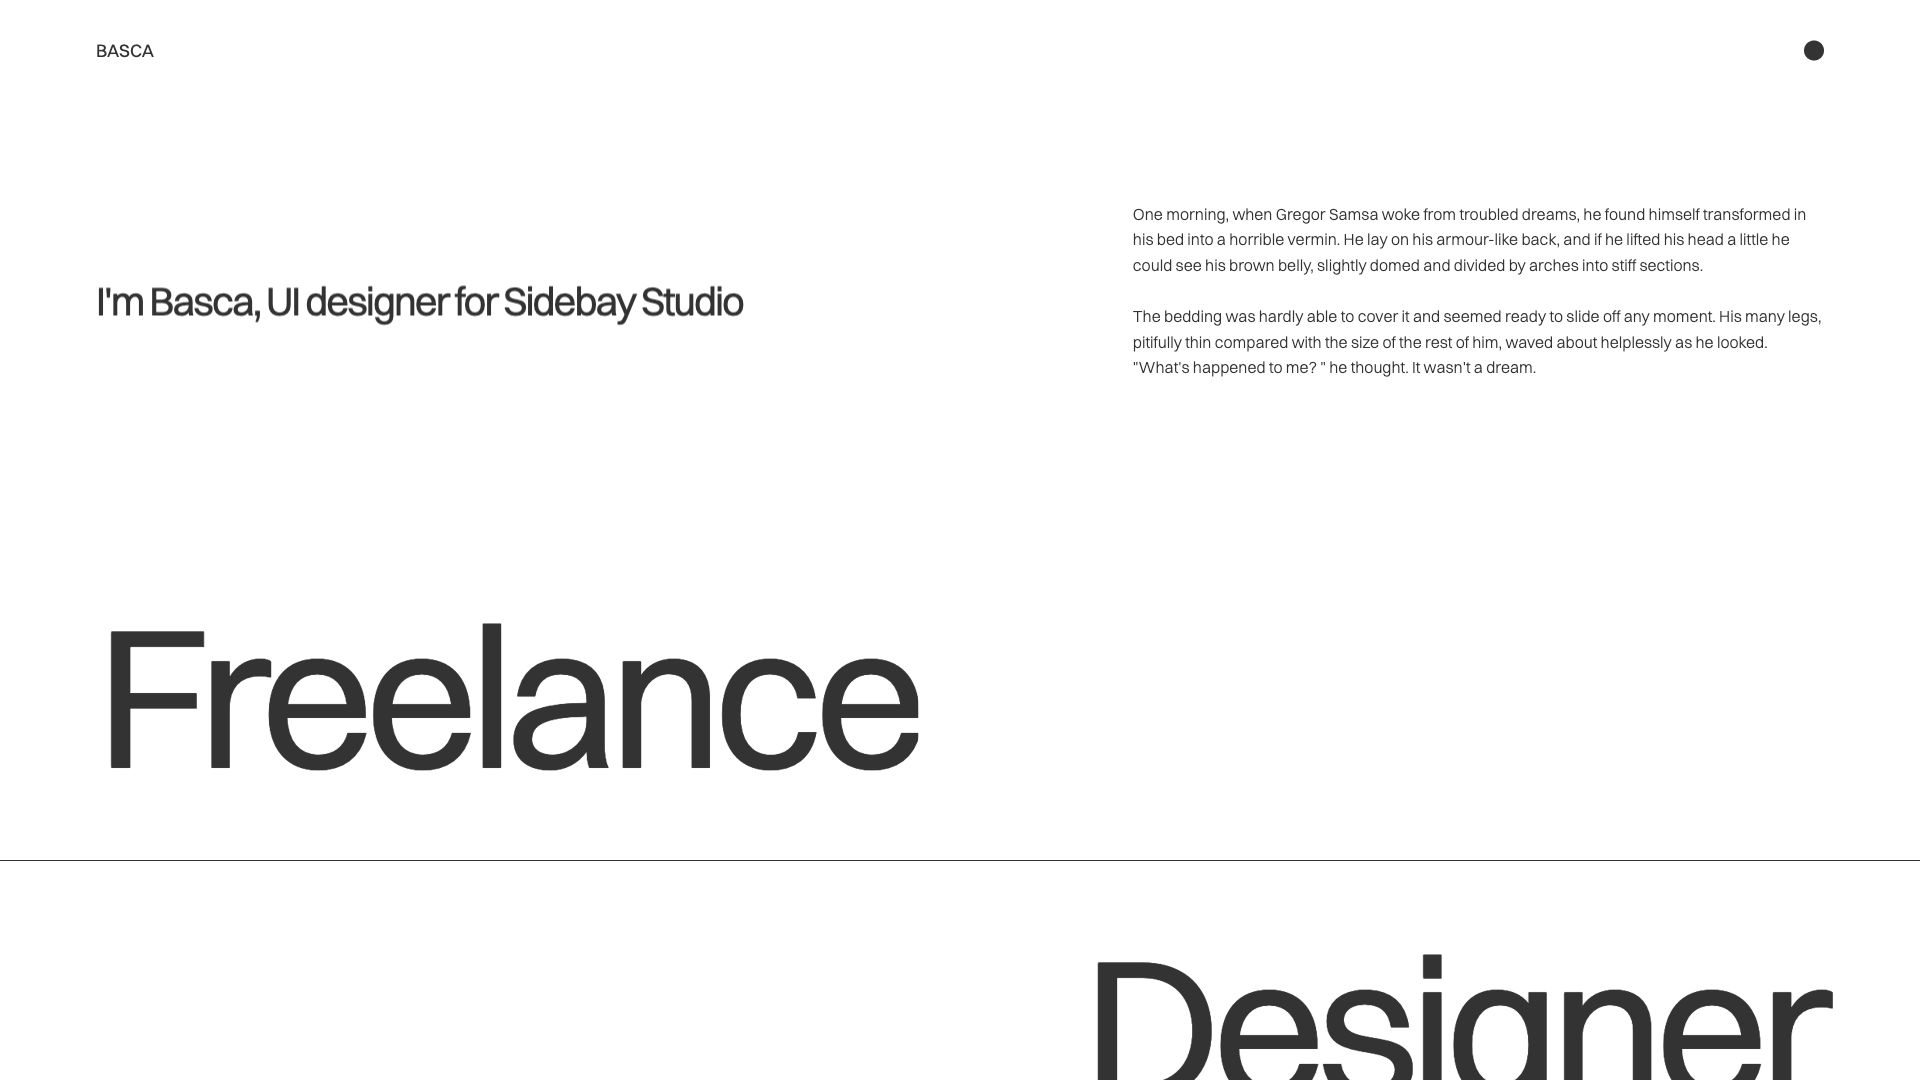 BASCA
I'm Basca, UI designer for Sidebay Studio
One morning, when Gregor Samsa woke from troubled dreams, he found himself transformed in
his bed into a horrible vermin. He lay on his armour-like back, and if he lifted his head a little he
could see his brown belly, slightly domed and divided by arches into stiff sections.
The bedding was hardly able to cover it and seemed ready to slide off any moment. His many legs,
pitifully thin compared with the size of the rest of him, waved about helplessly as he looked.
"What's happened to me? " he thought. It wasn't a dream.
Freelance
Designer